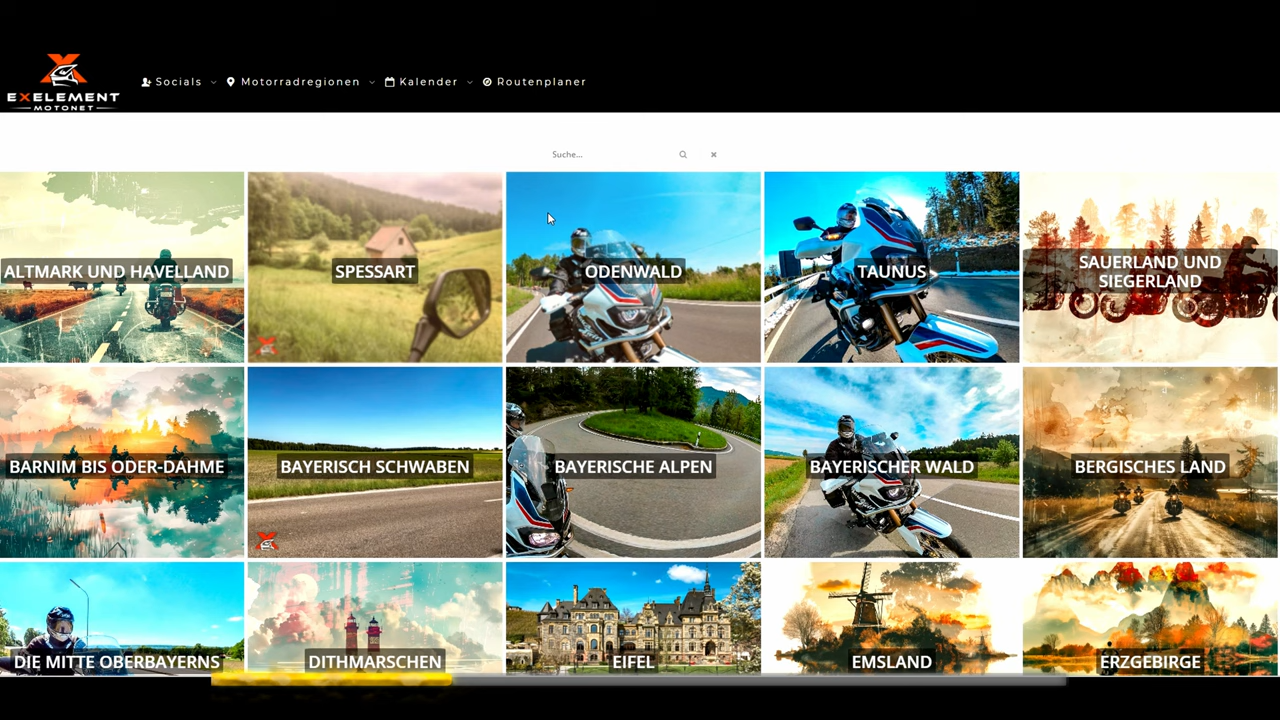 EXELEMENT
MOTONET
Socials
Motorradregionen
Kalender
Routenplaner
Suche...
ALTMARK UND HAVELLAND
SPESSART
ODENWALD
TAUNUS
SAUERLAND UND
SIEGERLAND
BARNIM BIS ODER-DAHME
BAYERISCH SCHWABEN
BAYERISCHE ALPEN
BAYERISCHER WALD
BERGISCHES LAND
DIE MITTE OBERBAYERNS
DITHMARSCHEN
EIFEL
EMSLAND
ERZGEBIRGE